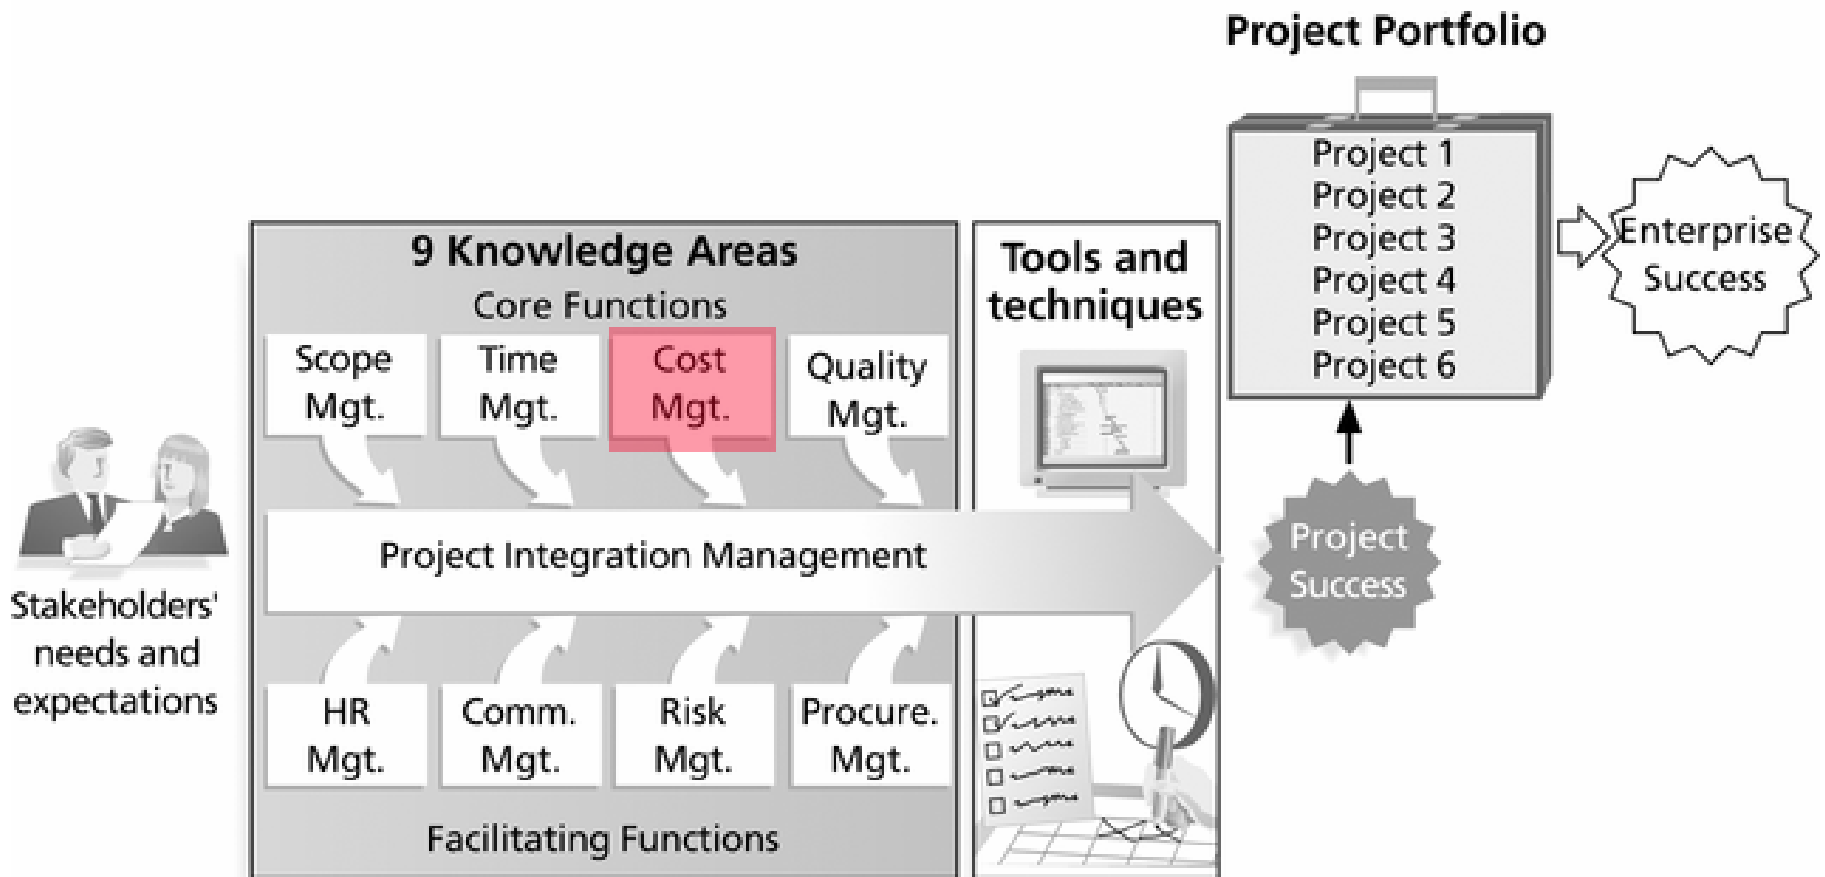 Project Portfolio
Project 1
Project 2
Project 3
Project 4
Project 5
Project 6
Enterprise
Success
9 Knowledge Areas
Core Functions
Scope
Mgt.
Time
Mgt.
Cost
Mgt.
Quality
Mgt.
Tools and
techniques
Project Integration Management
Project
Success
Stakeholders'
needs and
expectations
HR
Mgt.
Comm.
Mgt.
Risk
Mgt.
Procure.
Mgt.
Facilitating Functions